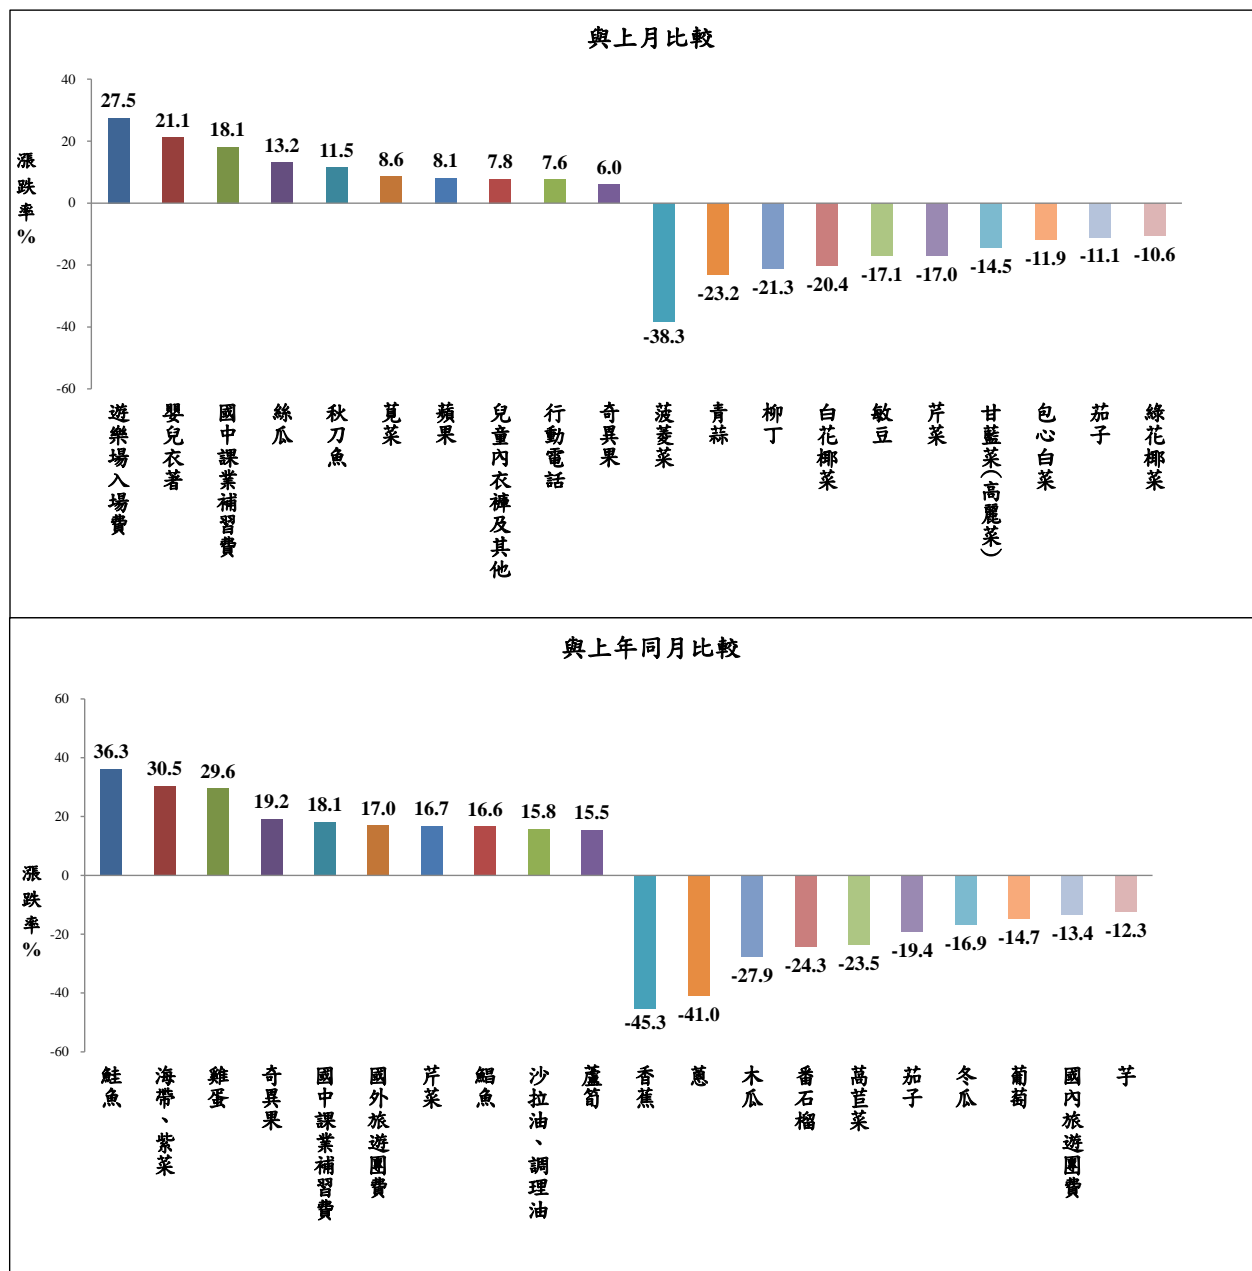 與上月比較
漲跌率%
40
20
0
-20
-40
-60
27.5
21.1
18.1
13.2
11.5
8.6
8.1
7.8
7.6
6.0
-38.3
-23.2
-21.3
-20.4
-17.1
-17.0
-14.5
-11.9
-11.1
-10.6
遊樂場入場費
嬰兒衣著
國中課業補習費
絲瓜
秋刀魚
莧菜
蘋果
兒童內衣褲及其他
行動電話
奇異果
菠菱菜
青蒜
柳丁
白花椰菜
敏豆
芹菜
甘藍菜(高麗菜)
包心白菜
茄子
綠花椰菜
與上年同月比較
漲跌率%
60
40
20
0
-20
-40
-60
36.3
30.5
29.6
19.2
18.1
17.0
16.7
16.6
15.8
15.5
-45.3
-41.0
-27.9
-24.3
-23.5
-19.4
-16.9
-14.7
-13.4
-12.3
鮭魚
海帶、紫菜
雞蛋
奇異果
國中課業補習費
國外旅遊團費
芹菜
鯧魚
沙拉油、調理油
蘆筍
香蕉
蔥
木瓜
番石榴
萵苣菜
茄子
冬瓜
葡萄
國內旅遊團費
芋